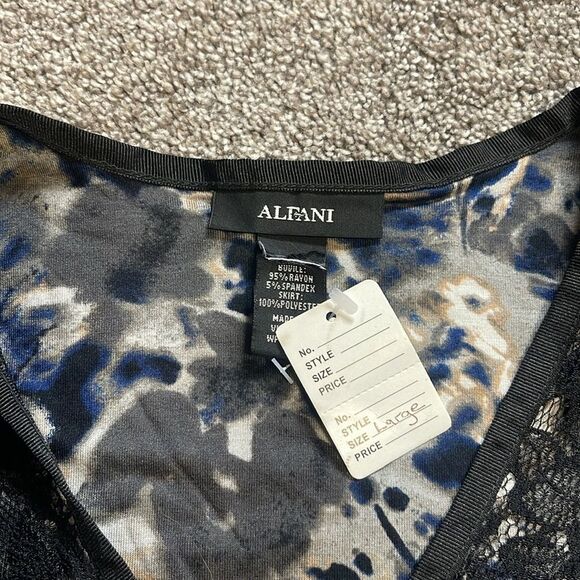 ALFANI
BODICE:
95% RAYON
5% SPANDEX
SKIRT:
100% POLYESTER
MADE
No.
STYLE
SIZE
PRICE
No.
STYLE
SIZE Large
PRICE